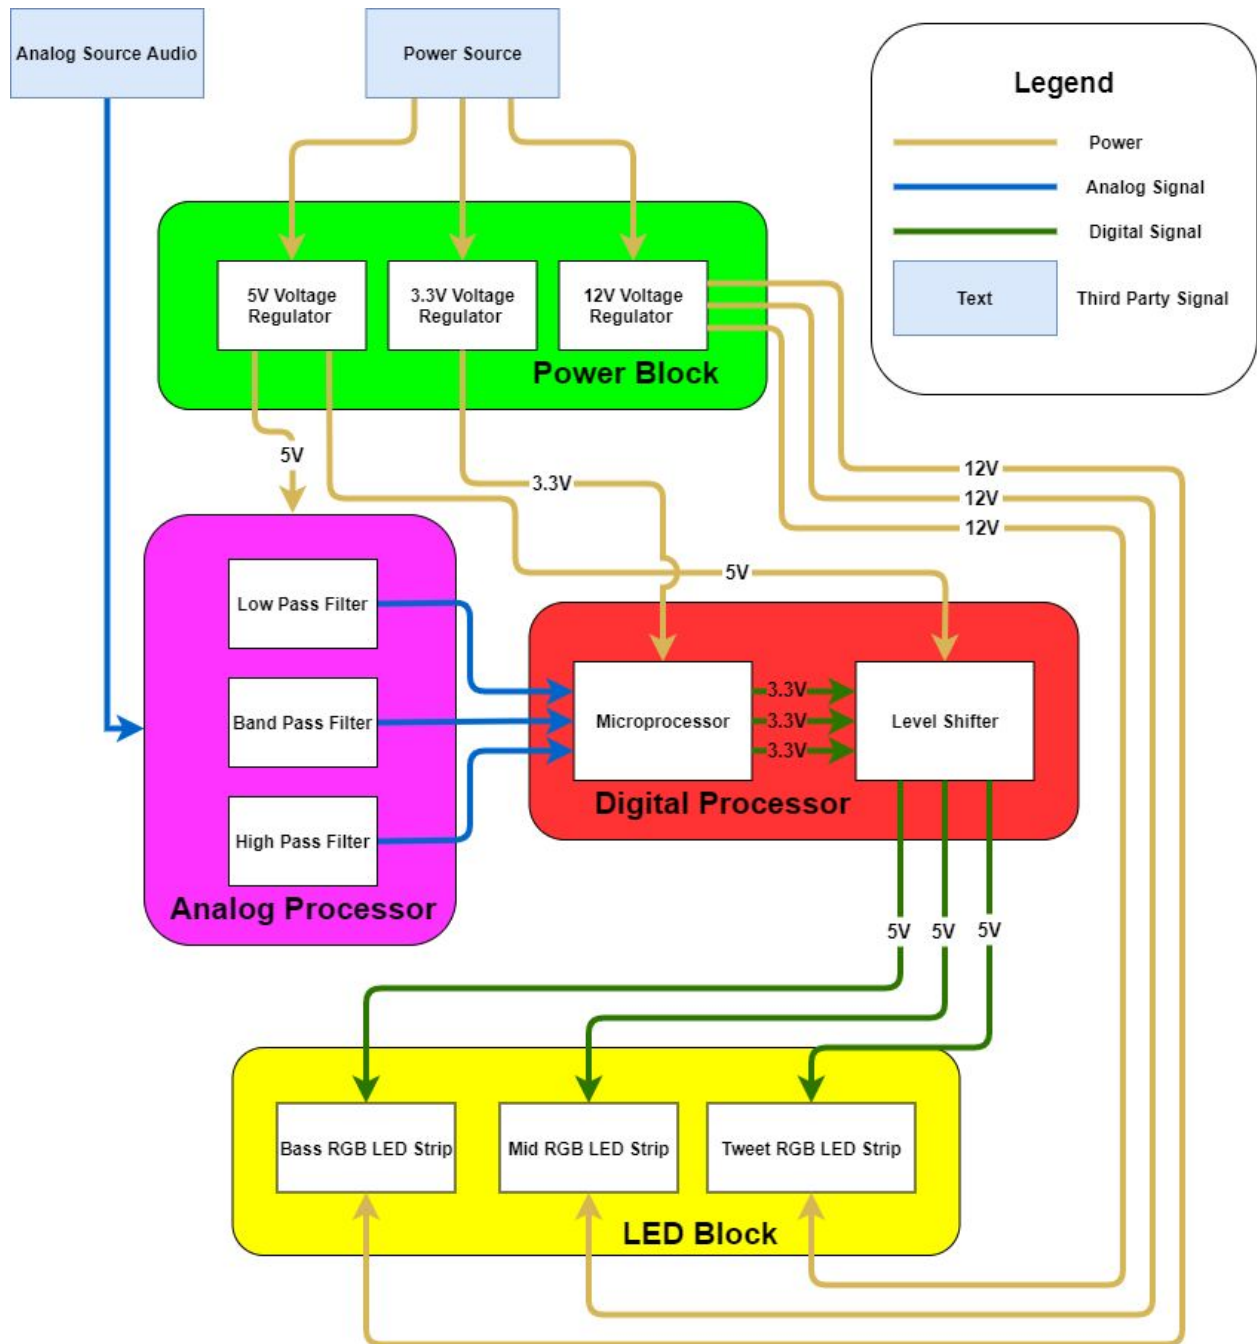 Analog Source Audio
Power Source
Legend
Power
Analog Signal
Digital Signal
Text
Third Party Signal
5V Voltage
Regulator
3.3V Voltage
Regulator
12V Voltage
Regulator
Power Block
5V
3.3V
12V
12V
12V
5V
Low Pass Filter
Band Pass Filter
High Pass Filter
Analog Processor
Microprocessor
3.3V
3.3V
3.3V
Level Shifter
Digital Processor
5V
5V
5V
Bass RGB LED Strip
Mid RGB LED Strip
Tweet RGB LED Strip
LED Block